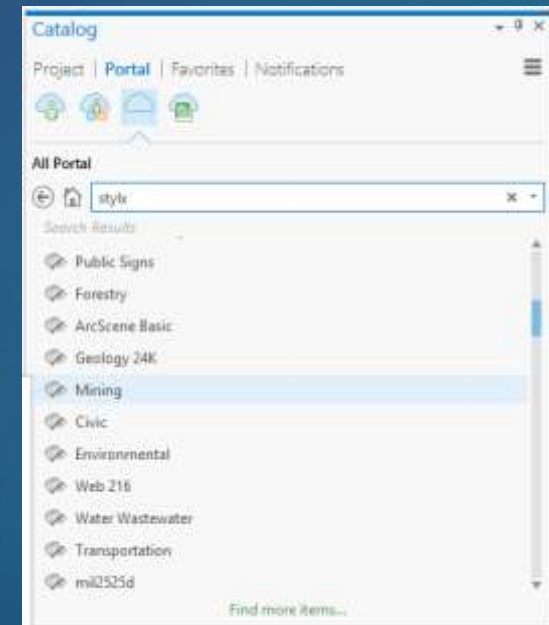 Catalog
Project | Portal | Favorites | Notifications
All Portal
stylx
Search Results
Public Signs
Forestry
ArcScene Basic
Geology 24K
Mining
Civic
Environmental
Web 216
Water Wastewater
Transportation
mil2525d
Find more items...